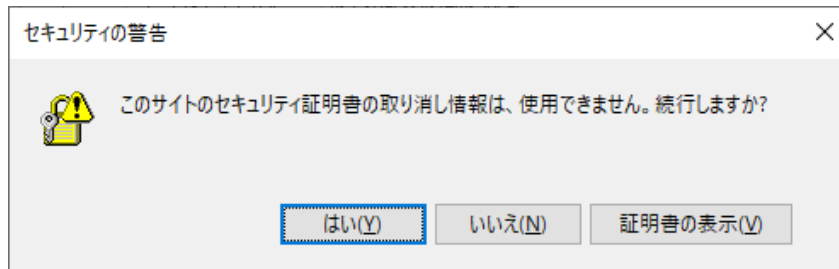 セキュリティの警告
このサイトのセキュリティ証明書の取り消し情報は、使用できません。続行しますか?
はい(Y)
いいえ(N)
証明書の表示(V)